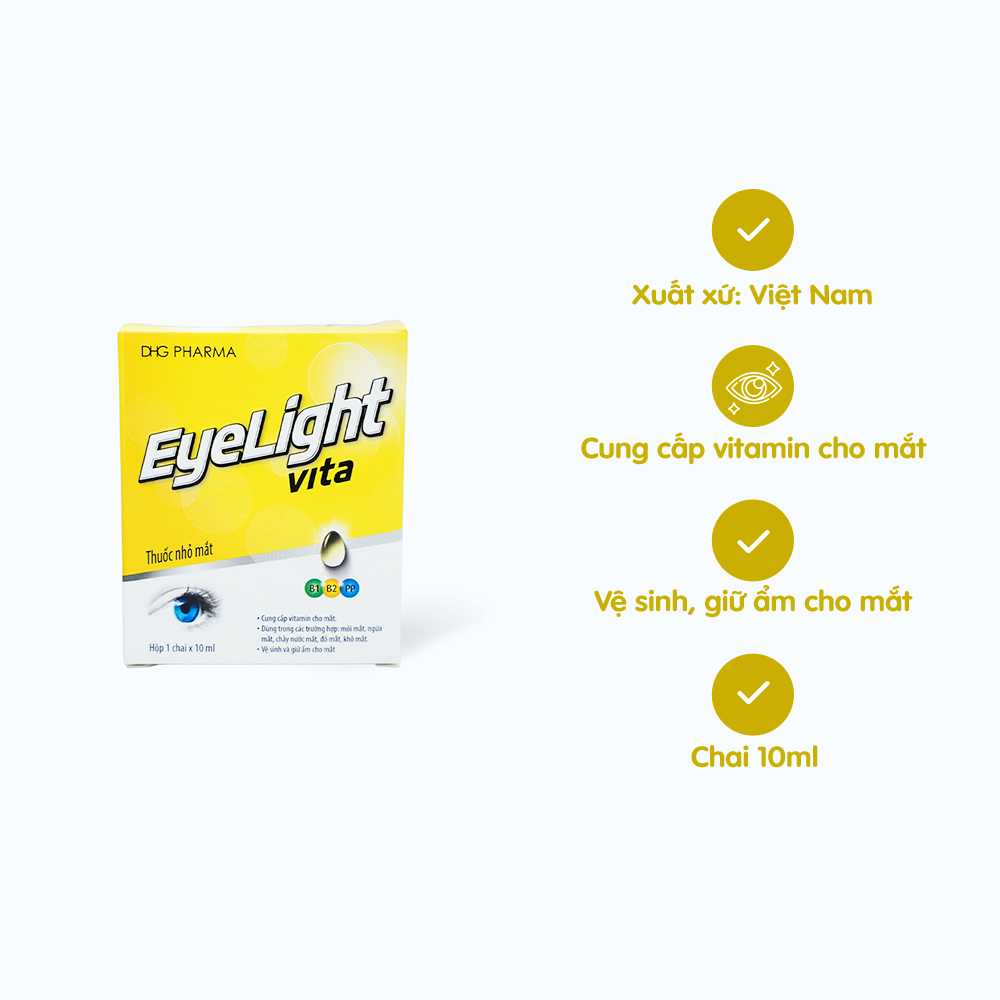 DHG PHARMA
EyeLight
vita
Thuốc nhỏ mắt
B1 B2 PP
Hộp 1 chai x 10 ml
• Cung cấp vitamin cho mắt.
• Dùng trong các trường hợp: mỏi mắt, ngứa
mắt, chảy nước mắt, đỏ mắt, khô mắt.
• Vệ sinh và giữ ẩm cho mắt
Xuất xứ: Việt Nam
Cung cấp vitamin cho mắt
Vệ sinh, giữ ẩm cho mắt
Chai 10ml